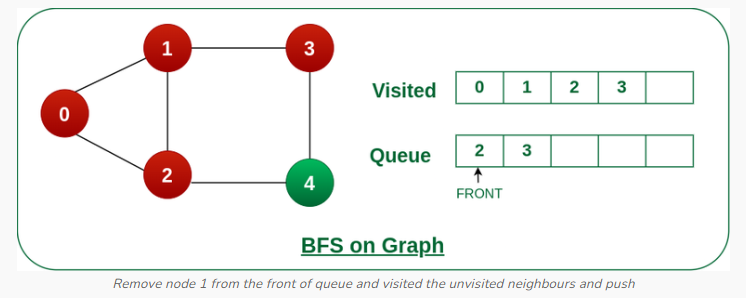 1
3
0
2
4
Visited 0 1 2 3
Queue 2 3
FRONT
BFS on Graph
Remove node 1 from the front of queue and visited the unvisited neighbours and push